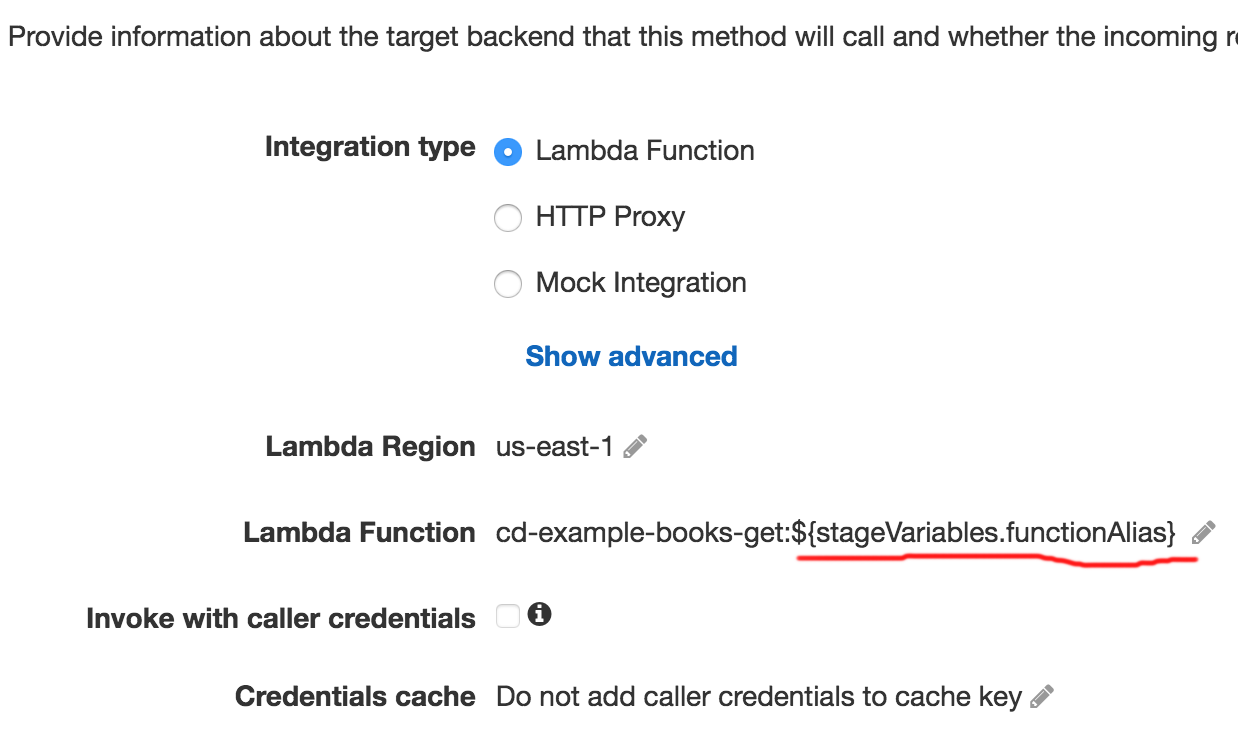 Provide information about the target backend that this method will call and whether the incoming
Integration type Lambda Function
HTTP Proxy
Mock Integration
Show advanced
Lambda Region us-east-1
Lambda Function cd-example-books-get:${stageVariables.functionAlias}
Invoke with caller credentials
Credentials cache Do not add caller credentials to cache key